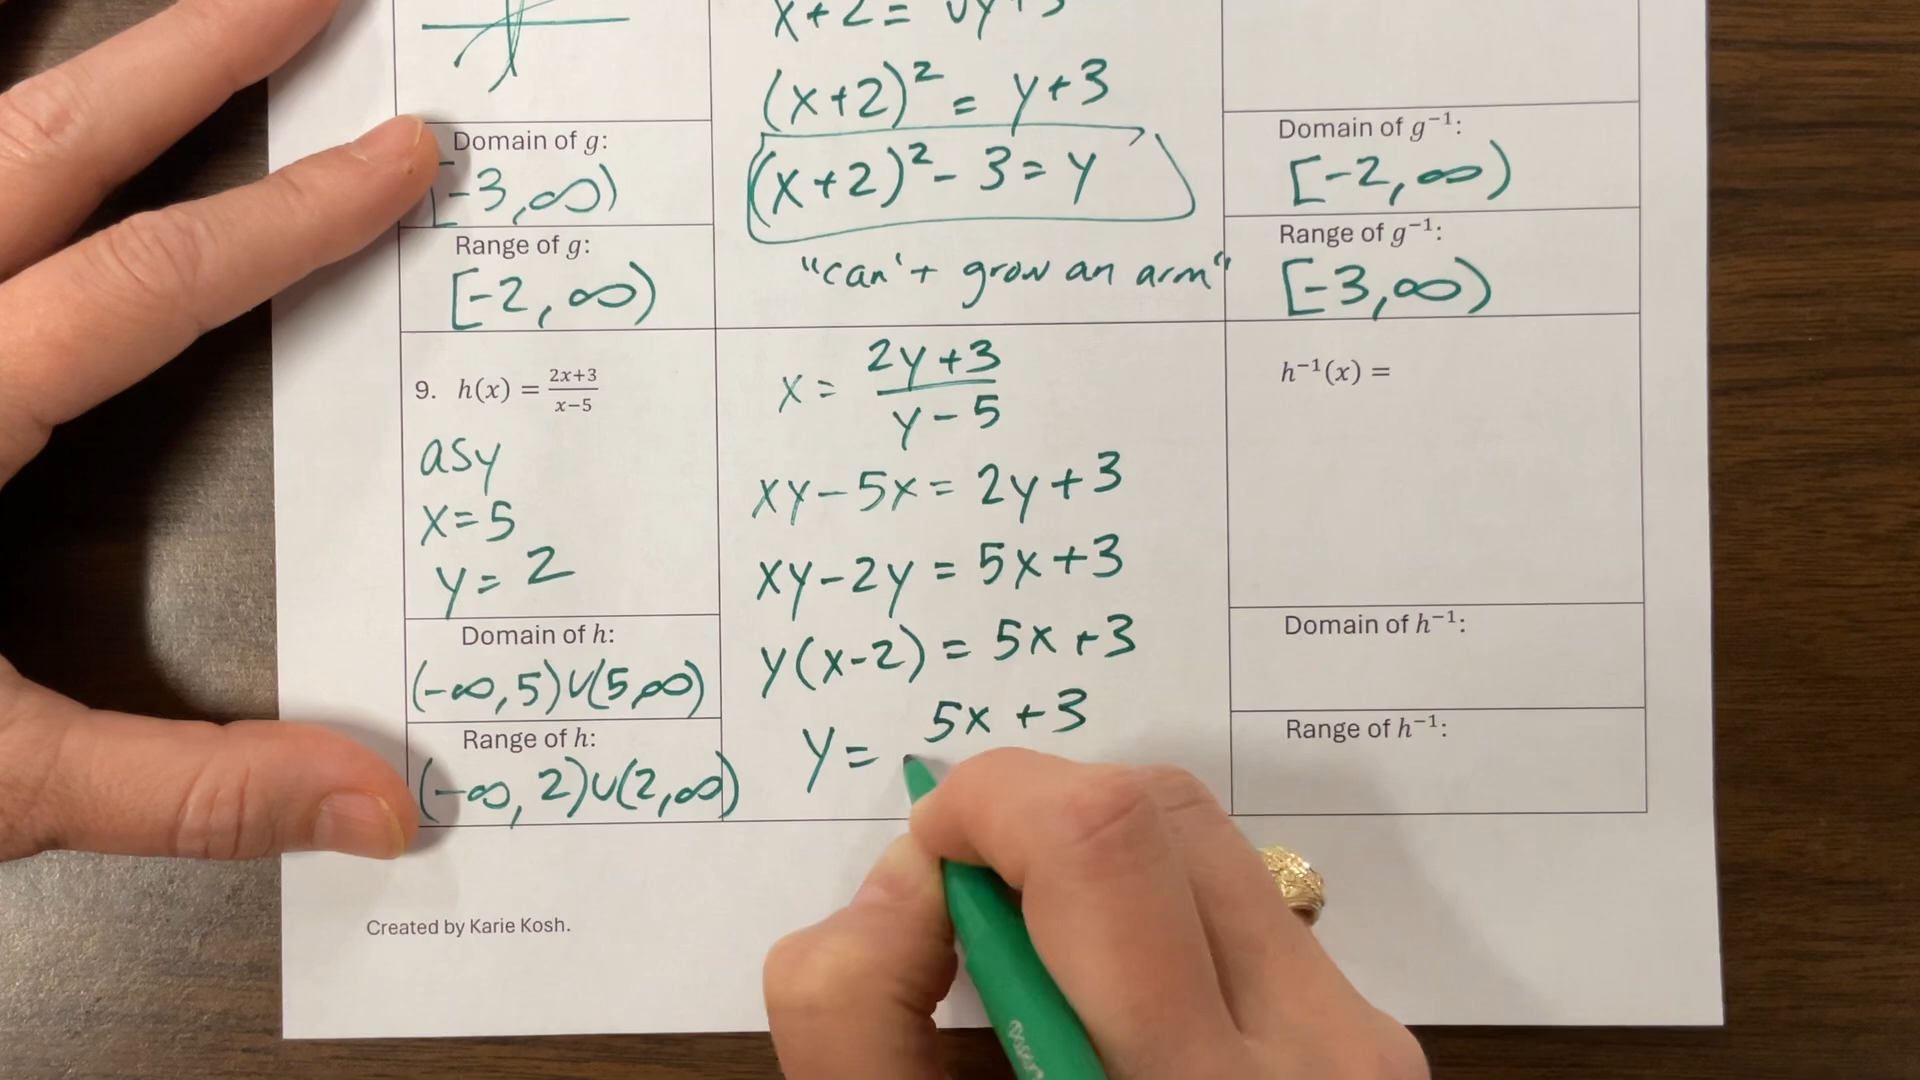 x+2 = √y+3
(x+2)² = y+3
(x+2)² - 3 = y
"can't grow an arm"
Domain of g:
[-3,∞)
Range of g:
[-2, ∞)
Domain of g⁻¹:
[-2, ∞)
Range of g⁻¹:
[-3,∞)
9. h(x) = (2x+3)/(x−5)
asy
x=5
y= 2
Domain of h:
(-∞,5)∪(5,∞)
Range of h:
(-∞, 2)∪(2,∞)
x = (2y+3)/(y-5)
xy-5x = 2y+3
xy-2y = 5x+3
y(x-2) = 5x+3
y= 5x+3
h⁻¹(x) =
Domain of h⁻¹:
Range of h⁻¹:
Created by Karie Kosh.